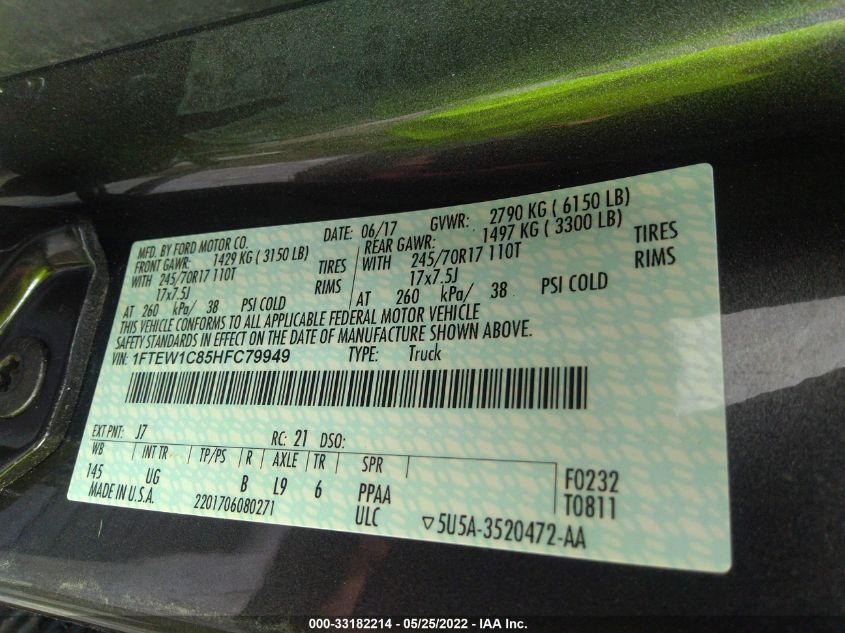 MFD. BY FORD MOTOR CO. DATE: 06/17 GVWR: 2790 KG ( 6150 LB)
FRONT GAWR: 1429 KG ( 3150 LB) REAR GAWR: 1497 KG ( 3300 LB)
WITH 245/70R17 110T TIRES WITH 245/70R17 110T TIRES
17x7.5J RIMS 17x7.5J RIMS
AT 260 kPa/ 38 PSI COLD AT 260 kPa/ 38 PSI COLD
THIS VEHICLE CONFORMS TO ALL APPLICABLE FEDERAL MOTOR VEHICLE
SAFETY STANDARDS IN EFFECT ON THE DATE OF MANUFACTURE SHOWN ABOVE.
VIN: 1FTEW1C85HFC79949 TYPE: Truck
EXT PNT: J7 RC: 21 DSO:
WB INT TR TP/PS R AXLE TR SPR
145 UG B L9 6 PPAA F0232
MADE IN U.S.A. 2201706080271 ULC T0811
▽5U5A-3520472-AA
000-33182214 - 05/25/2022 - IAA Inc.